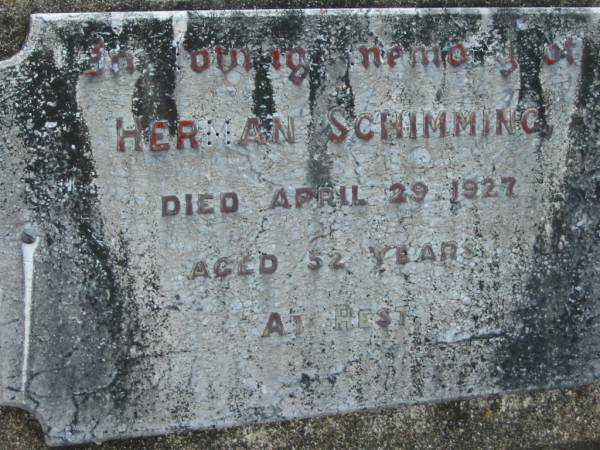 In loving memory of
HERMAN SCHIMMING,
DIED APRIL 29 1927
AGED 52 YEARS
AT REST.